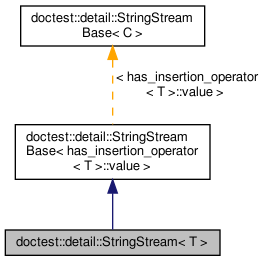 doctest::detail::StringStream
Base< C >
< has_insertion_operator
< T >::value >
doctest::detail::StringStream
Base< has_insertion_operator
< T >::value >
doctest::detail::StringStream< T >